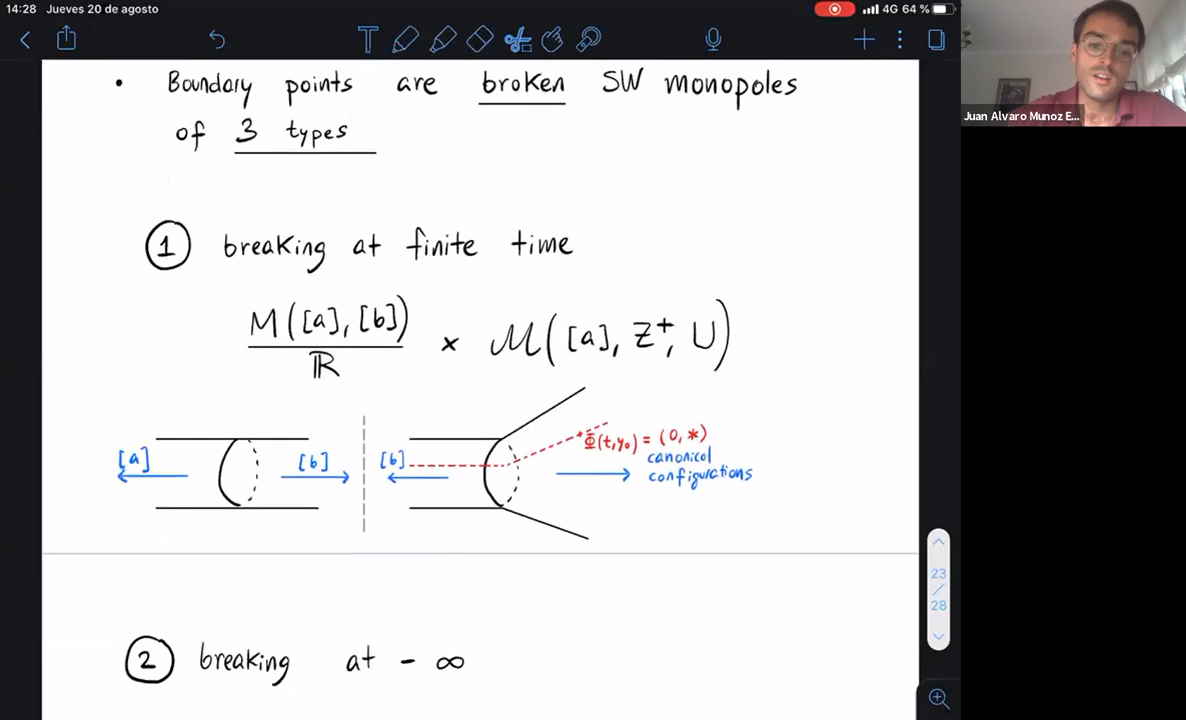 14:28 Jueves 20 de agosto
4G 64 %
T
Juan Alvaro Munoz E...
• Boundary points are broken SW monopoles
of 3 types
1 breaking at finite time
M([a],[b])
ℝ
× M([a], Z⁺, U)
[a]
[b]
[b]
Φ(t,y₀) = (0,*)
canonical
configurctions
23
/
28
2 breaking at - ∞